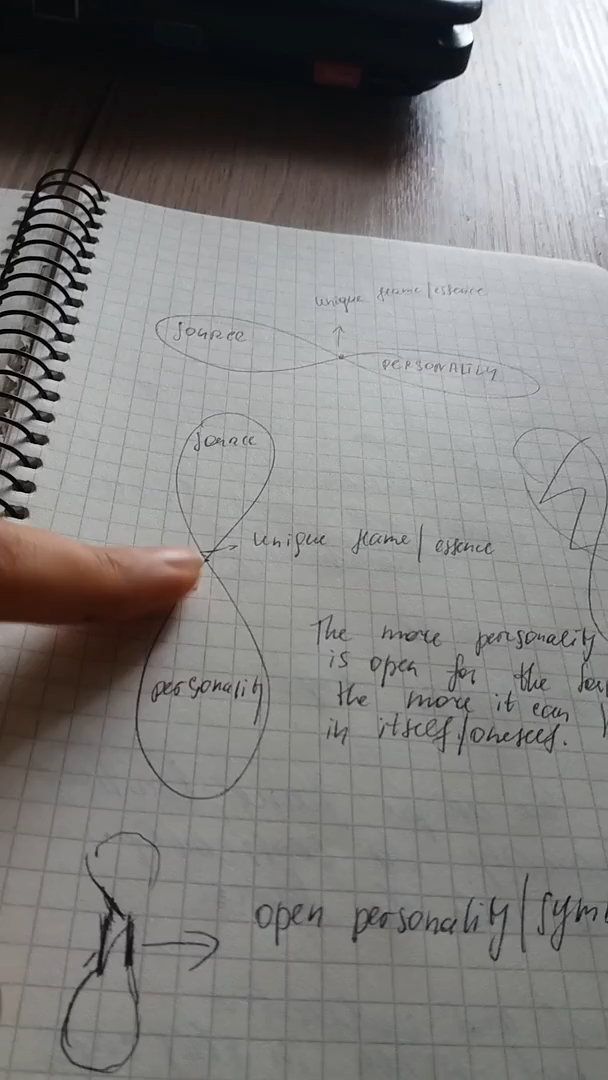 unique flame/essence
source
PERSONALITY
source
unique flame/essence
The more personality
is open for the
the more it can
in itself/oneself.
personality
open personality/